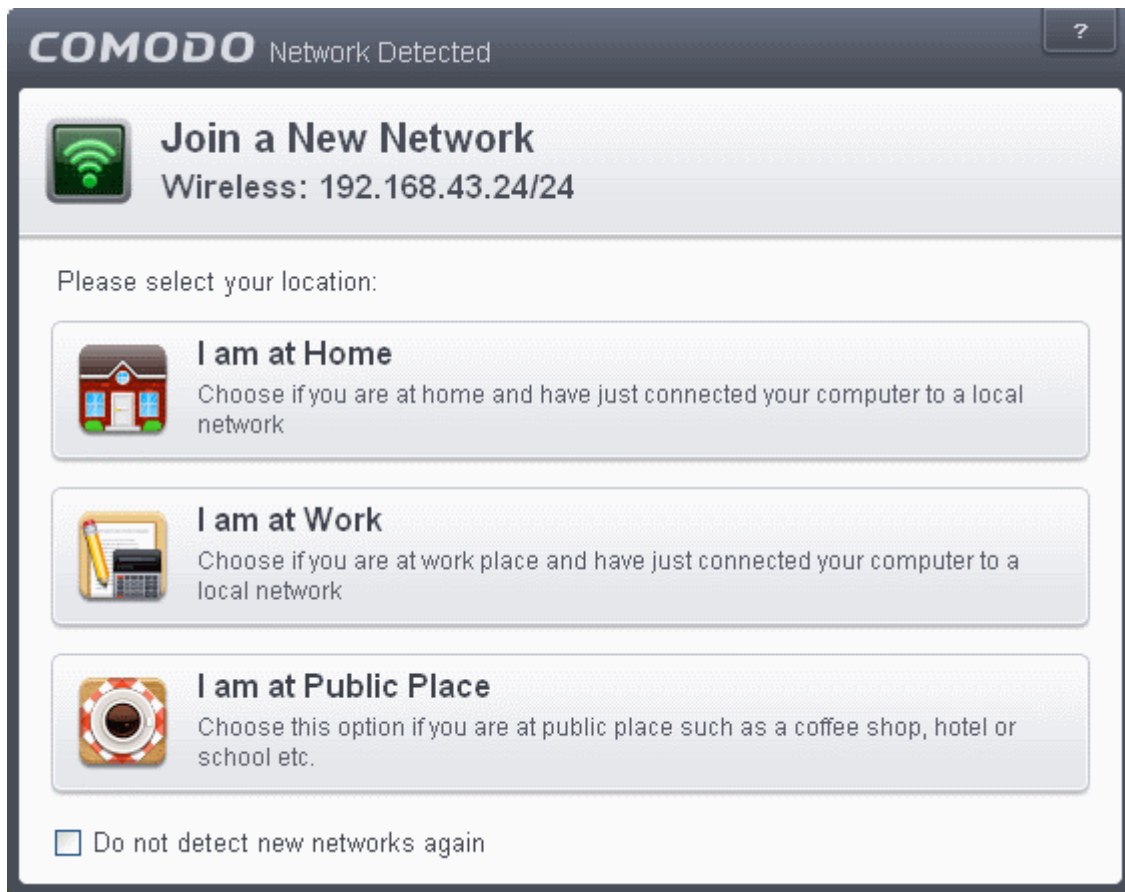 COMODO Network Detected
?
Join a New Network
Wireless: 192.168.43.24/24
Please select your location:
I am at Home
Choose if you are at home and have just connected your computer to a local
network
I am at Work
Choose if you are at work place and have just connected your computer to a
local network
I am at Public Place
Choose this option if you are at public place such as a coffee shop, hotel or
school etc.
Do not detect new networks again